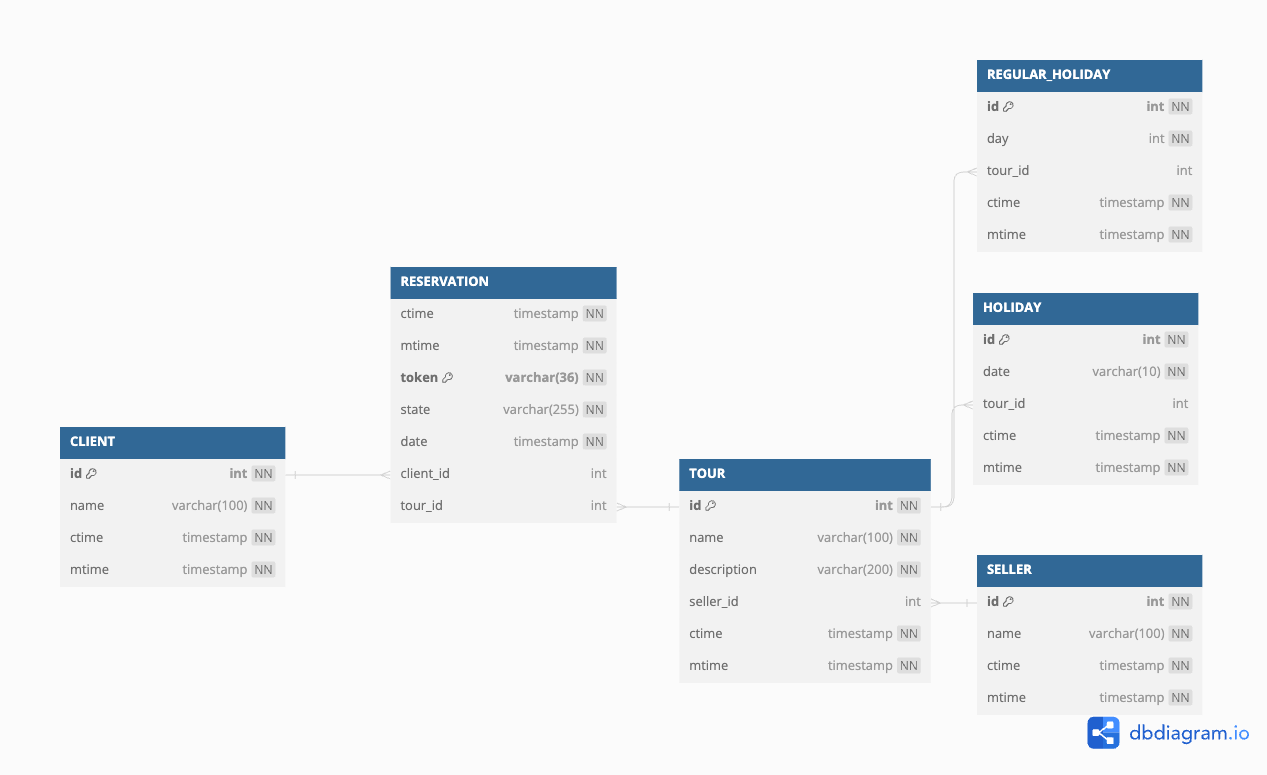 REGULAR_HOLIDAY
id int NN
day int NN
tour_id int
ctime timestamp NN
mtime timestamp NN
RESERVATION
ctime timestamp NN
mtime timestamp NN
token varchar(36) NN
state varchar(255) NN
date timestamp NN
client_id int
tour_id int
HOLIDAY
id int NN
date varchar(10) NN
tour_id int
ctime timestamp NN
mtime timestamp NN
CLIENT
id int NN
name varchar(100) NN
ctime timestamp NN
mtime timestamp NN
TOUR
id int NN
name varchar(100) NN
description varchar(200) NN
seller_id int
ctime timestamp NN
mtime timestamp NN
SELLER
id int NN
name varchar(100) NN
ctime timestamp NN
mtime timestamp NN
dbdiagram.io